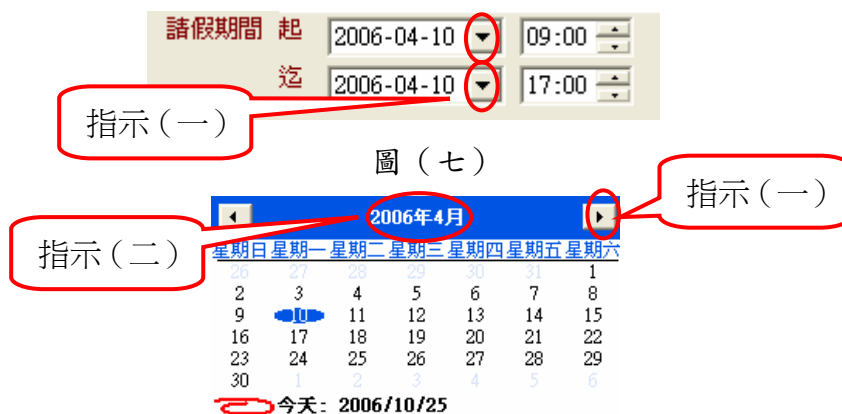 請假期間 起 2006-04-10 09:00
迄 2006-04-10 17:00
指示(一)
圖(七)
指示(一)
2006年4月
指示(二)
星期日 星期一 星期二 星期三 星期四 星期五 星期六
26 27 28 29 30 31 1
2 3 4 5 6 7 8
9 10 11 12 13 14 15
16 17 18 19 20 21 22
23 24 25 26 27 28 29
30 1 2 3 4 5 6
今天: 2006/10/25